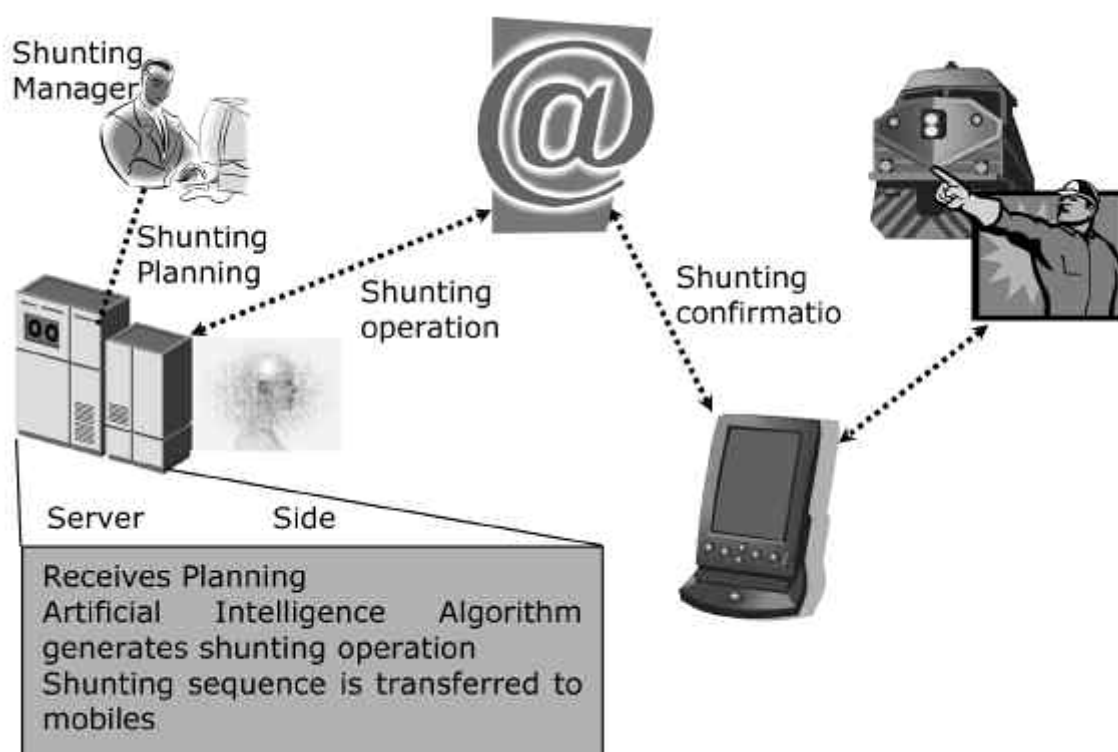 Shunting
Manager
@
Shunting
Planning
Shunting
operation
Shunting
confirmatio
Server Side
Receives Planning
Artificial Intelligence Algorithm
generates shunting operation
Shunting sequence is transferred to
mobiles